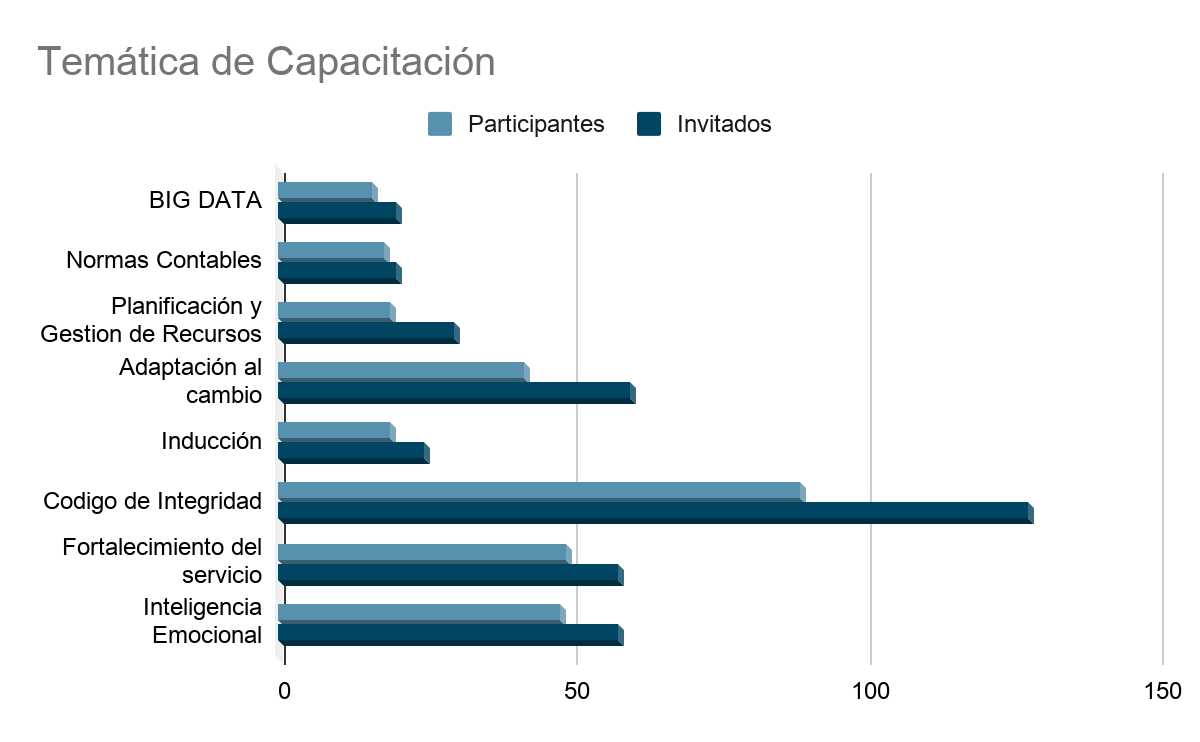 Temática de Capacitación
Participantes
Invitados
BIG DATA
Normas Contables
Planificación y
Gestion de Recursos
Adaptación al
cambio
Inducción
Codigo de Integridad
Fortalecimiento del
servicio
Inteligencia
Emocional
0
50
100
150